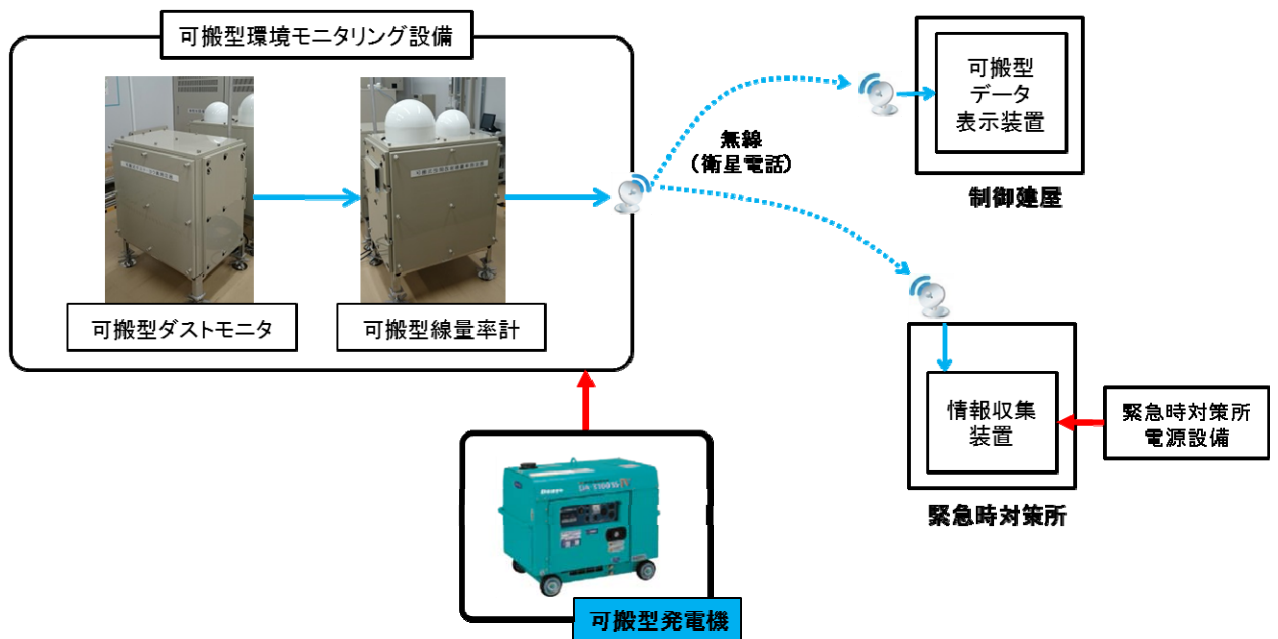 可搬型環境モニタリング設備
可搬型ダストモニタ
可搬型線量率計
無線
(衛星電話)
可搬型
データ
表示装置
制御建屋
情報収集
装置
緊急時対策所
緊急時対策所
電源設備
Denyo
可搬型発電機